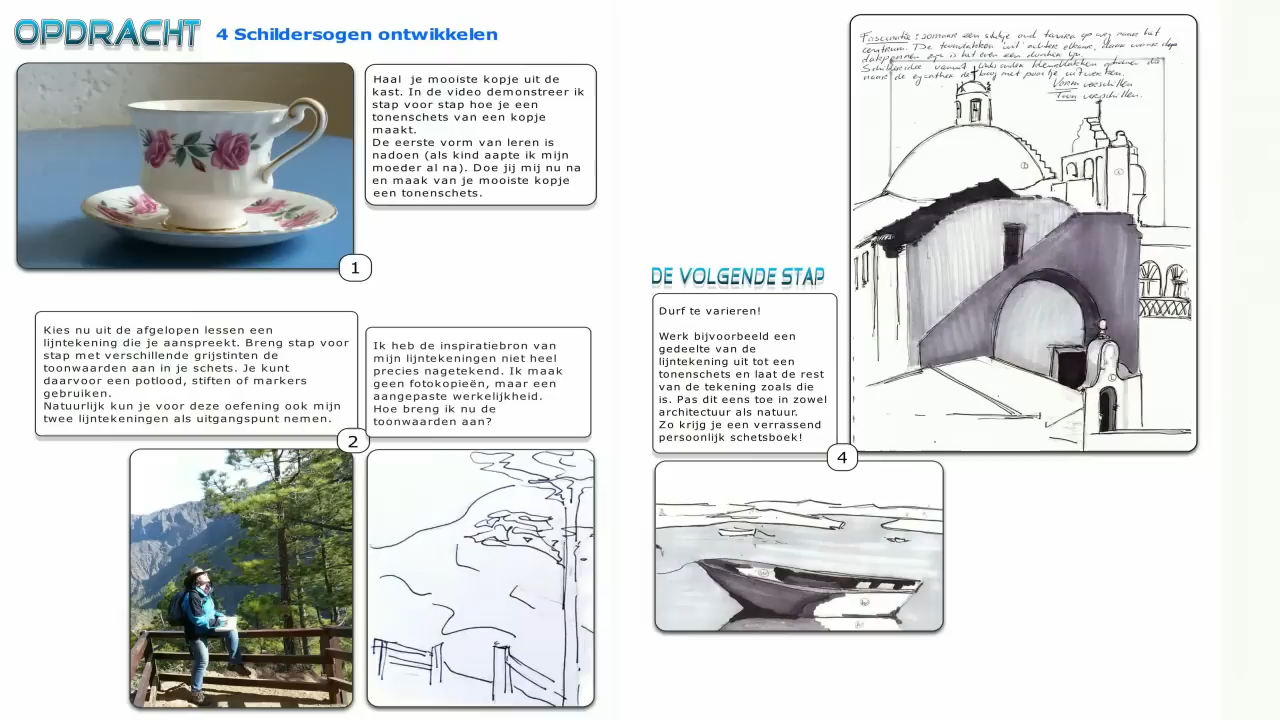 OPDRACHT
4 Schildersogen ontwikkelen
Haal je mooiste kopje uit de
kast. In de video demonstreer ik
stap voor stap hoe je een
tonenschets van een kopje
maakt.
De eerste vorm van leren is
nadoen (als kind aapte ik mijn
moeder al na). Doe jij mij nu na
en maak van je mooiste kopje
een tonenschets.
1
Kies nu uit de afgelopen lessen een
lijntekening die je aanspreekt. Breng stap voor
stap met verschillende grijstinten de
toonwaarden aan in je schets. Je kunt
daarvoor een potlood, stiften of markers
gebruiken.
Natuurlijk kun je voor deze oefening ook mijn
twee lijntekeningen als uitgangspunt nemen.
2
Ik heb de inspiratiebron van
mijn lijntekeningen niet heel
precies nagetekend. Ik maak
geen fotokopieën, maar een
aangepaste werkelijkheid.
Hoe breng ik nu de
toonwaarden aan?
DE VOLGENDE STAP
Durf te varieren!
Werk bijvoorbeeld een
gedeelte van de
lijntekening uit tot een
tonenschets en laat de rest
van de tekening zoals die
is. Pas dit eens toe in zowel
architectuur als natuur.
Zo krijg je een verrassend
persoonlijk schetsboek!
4
Fascinatie: zomaar een stukje oud
centrum. De
Vorm verschillen
Toon verschillen.